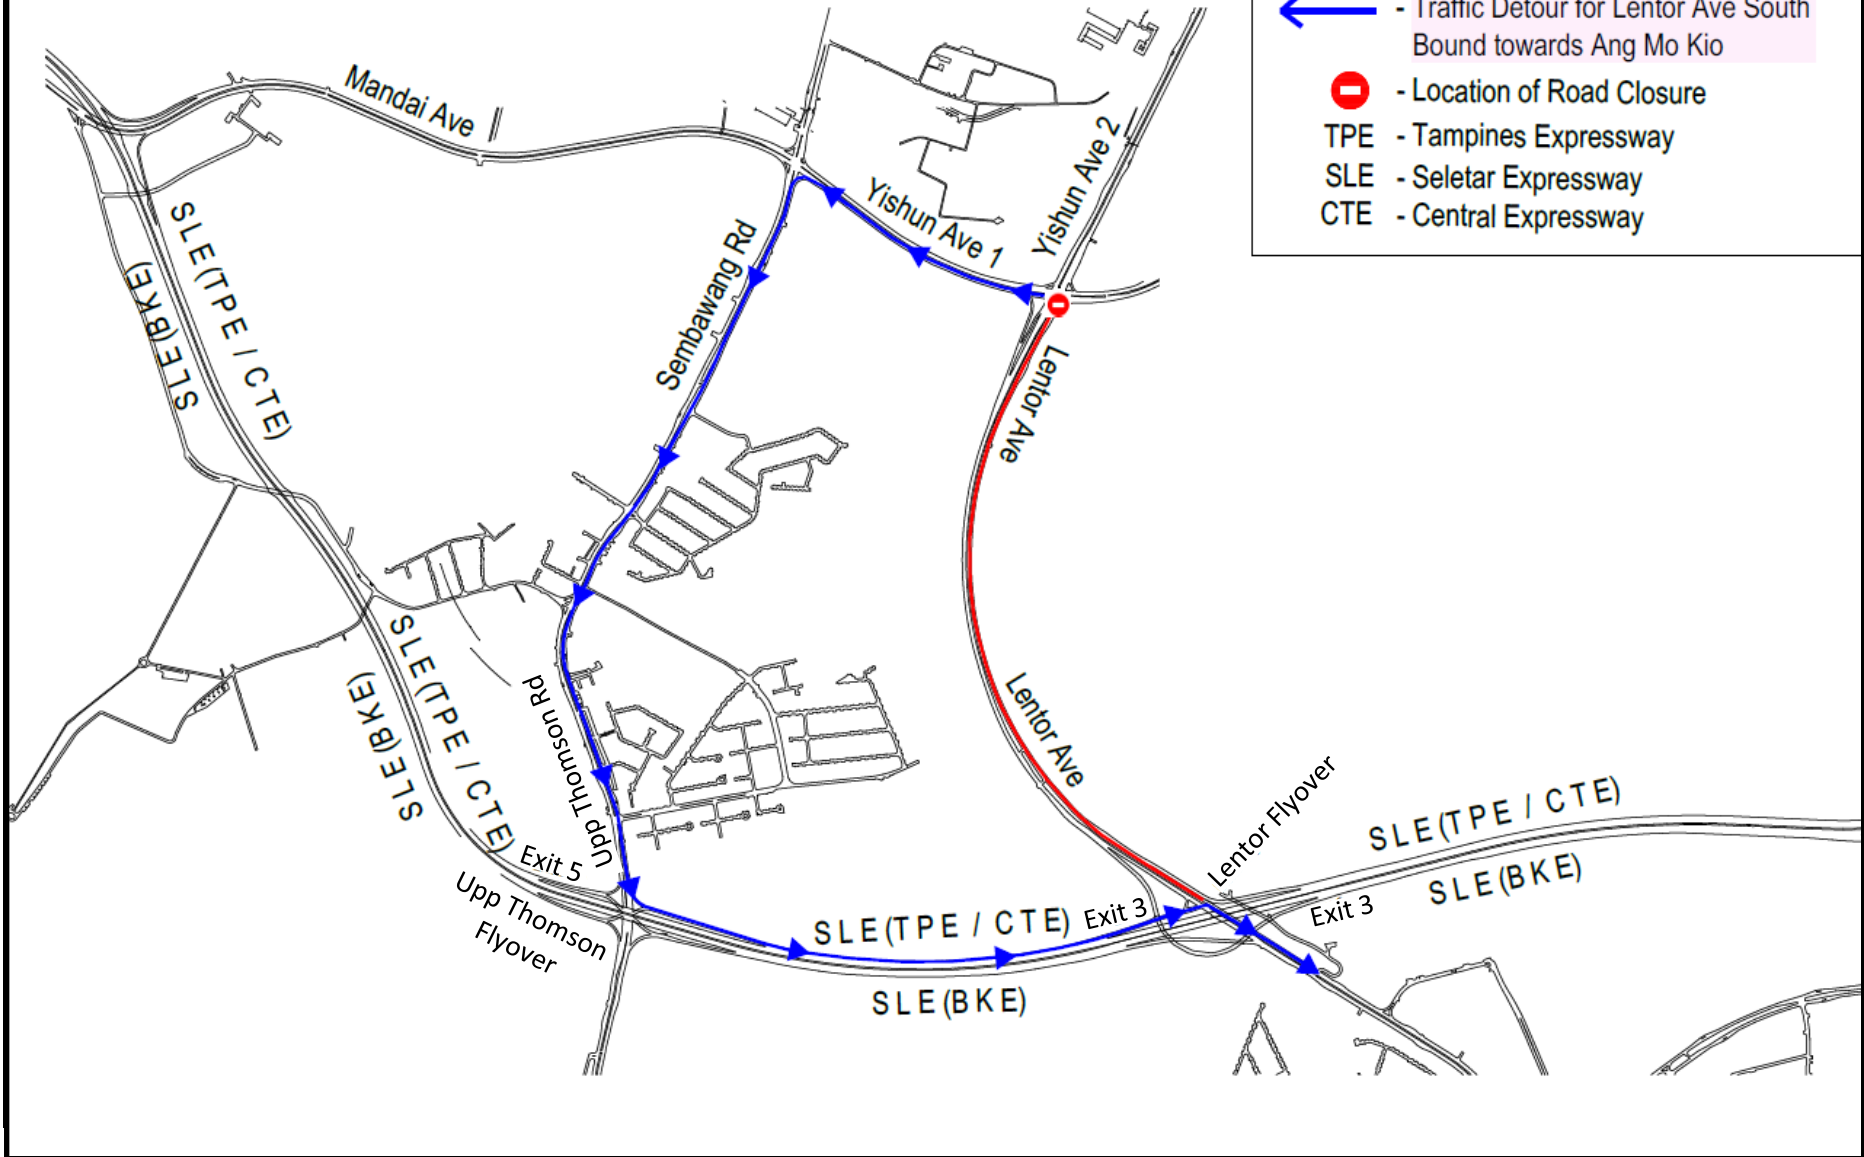 - Traffic Detour for Lentor Ave South
Bound towards Ang Mo Kio
- Location of Road Closure
TPE - Tampines Expressway
SLE - Seletar Expressway
CTE - Central Expressway
Mandai Ave
Yishun Ave 2
Yishun Ave 1
Sembawang Rd
SLE(TPE / CTE)
SLE(BKE)
Lentor Ave
SLE(TPE / CTE)
SLE(BKE)
Upp Thomson Rd
Lentor Ave
Lentor Flyover
SLE(TPE / CTE)
SLE(BKE)
Exit 5
Upp Thomson
Flyover
SLE(TPE / CTE)
Exit 3
Exit 3
SLE(BKE)